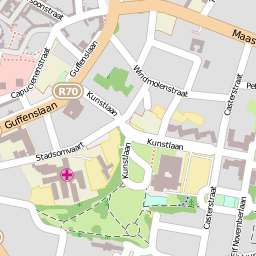 Maas
Guffenslaan
Windmolenstraat
Capucienenstraat
R70
Kunstlaan
Casterstraat
Guffenslaan
Stadsomvaart
Kunstlaan
Kunstlaan
Casterstraat
Elf Novemberlaan